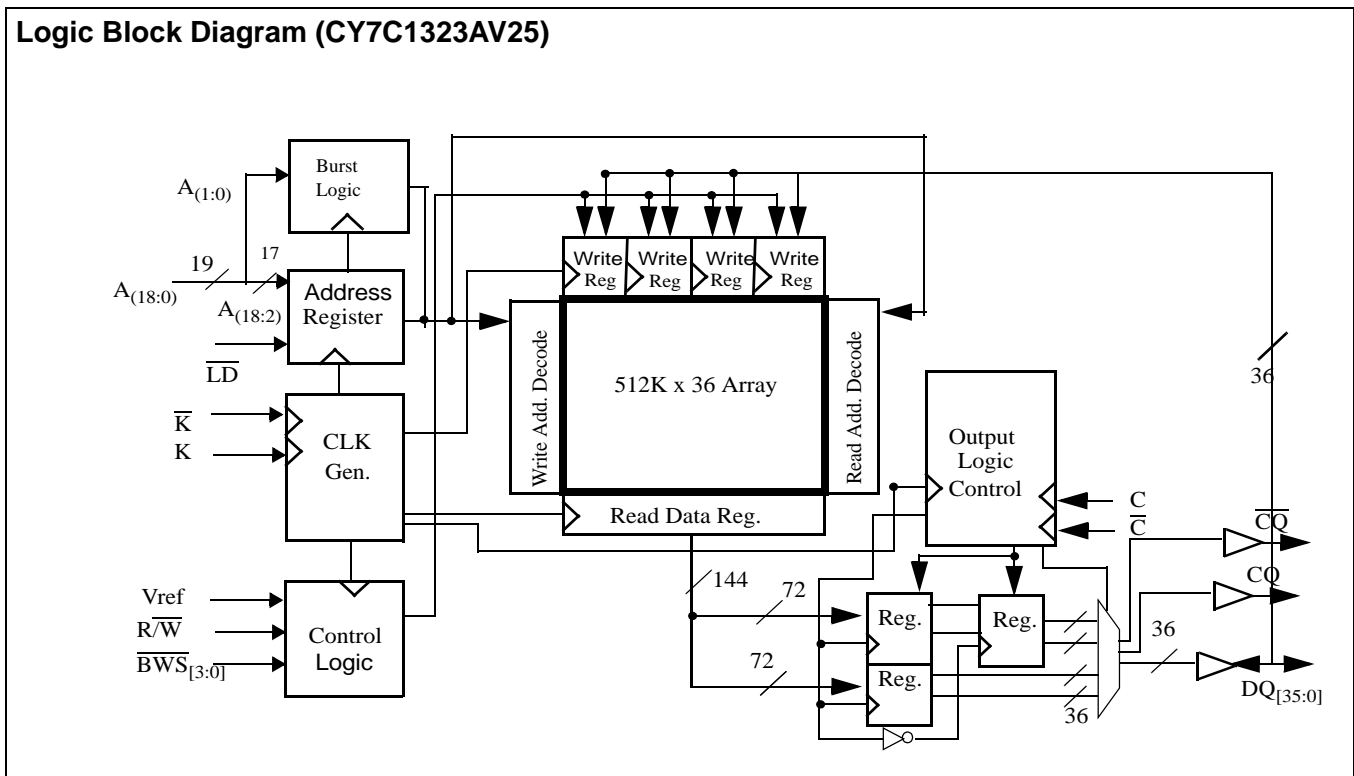 Logic Block Diagram (CY7C1323AV25)
Burst
Logic
A(1:0)
19
17
A(18:0)
A(18:2)
Address
Register
LD
K
K
CLK
Gen.
Vref
R/W
BWS[3:0]
Control
Logic
Write
Reg
Write
Reg
Write
Reg
Write
Reg
Write Add. Decode
512K x 36 Array
Read Add. Decode
Read Data Reg.
144
72
72
Output
Logic
Control
C
C
Reg.
Reg.
Reg.
36
36
36
CQ
CQ
DQ[35:0]